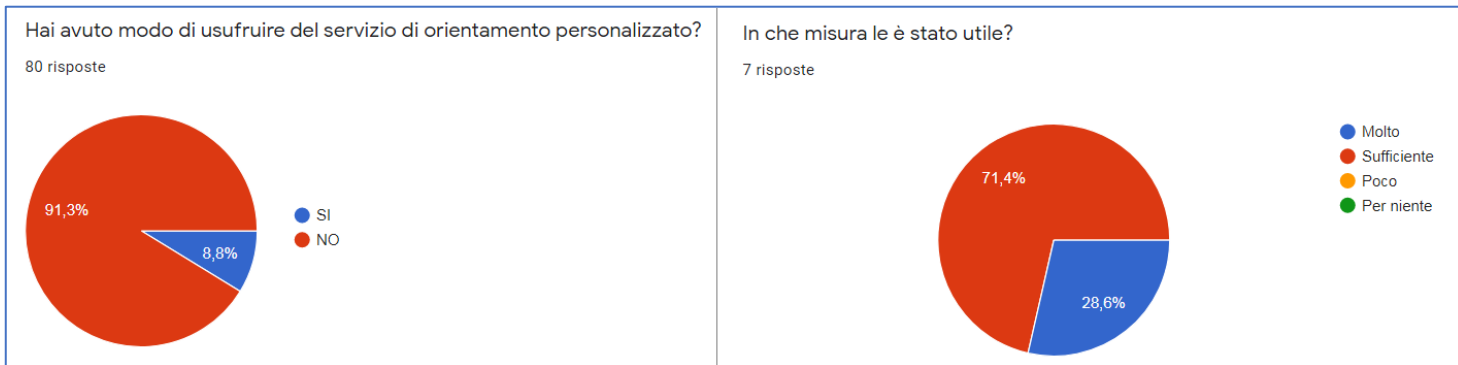 Hai avuto modo di usufruire del servizio di orientamento personalizzato?
80 risposte
91,3%
8,8%
SI
NO
In che misura le è stato utile?
7 risposte
71,4%
28,6%
Molto
Sufficiente
Poco
Per niente